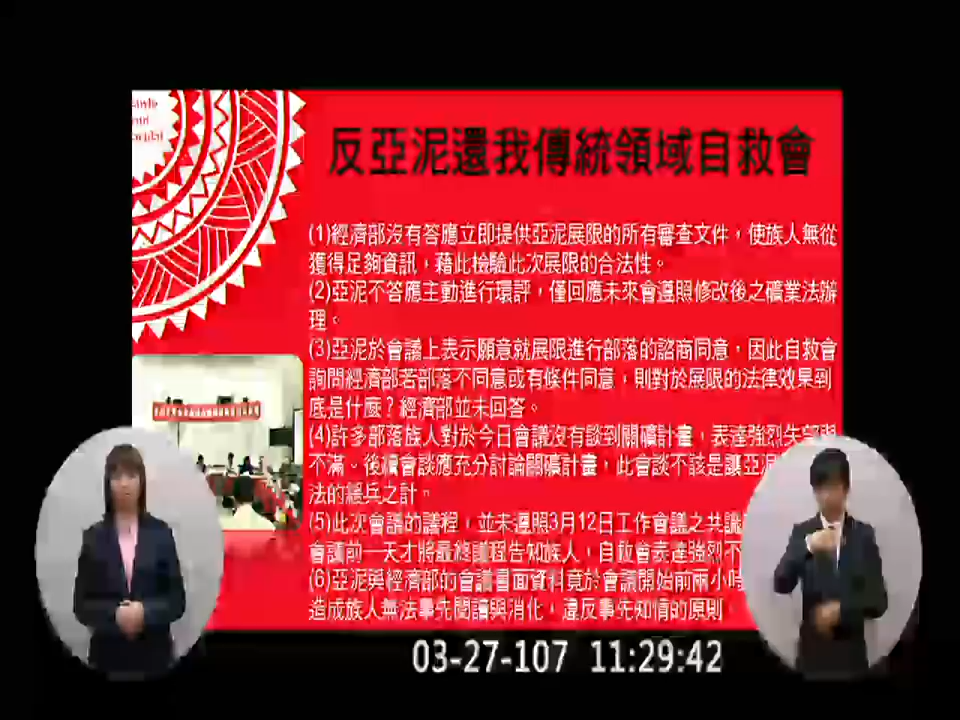 反亞泥還我傳統領域自救會
(1)經濟部沒有答應立即提供亞泥展限的所有審查文件，使族人無從
獲得足夠資訊，藉此檢驗此次展限的合法性。
(2)亞泥不答應主動進行環評，僅回應未來會遵照修改後之礦業法辦
理。
(3)亞泥於會議上表示願意就展限進行部落的諮商同意，因此自救會
詢問經濟部若部落不同意或有條件同意，則對於展限的法律效果到
底是什麼？經濟部並未回答。
(4)許多部落族人對於今日會議沒有談到關礦計畫，表達強烈失望與
不滿。後續會談應充分討論關礦計畫，此會談不該是讓亞泥
法的緩兵之計。
(5)此次會議的議程，並未遵照3月12日工作會議之共識
會議前一天才將最終議程告知族人，自救會表達強烈不
(6)亞泥與經濟部的會議書面資料竟於會議開始前兩小時
造成族人無法事先閱讀與消化，違反事先知情的原則
03-27-107 11:29:42